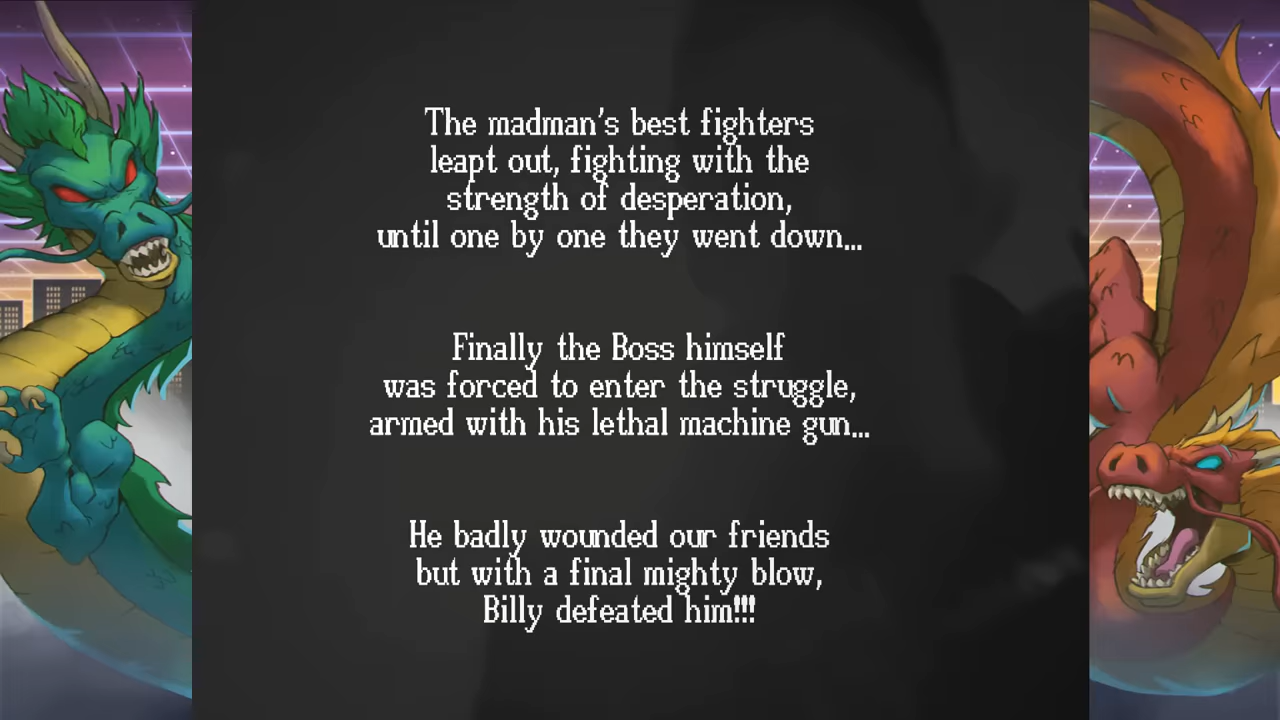 The madman's best fighters
leapt out, fighting with the
strength of desperation,
until one by one they went down...
Finally the Boss himself
was forced to enter the struggle,
armed with his lethal machine gun...
He badly wounded our friends
but with a final mighty blow,
Billy defeated him!!!